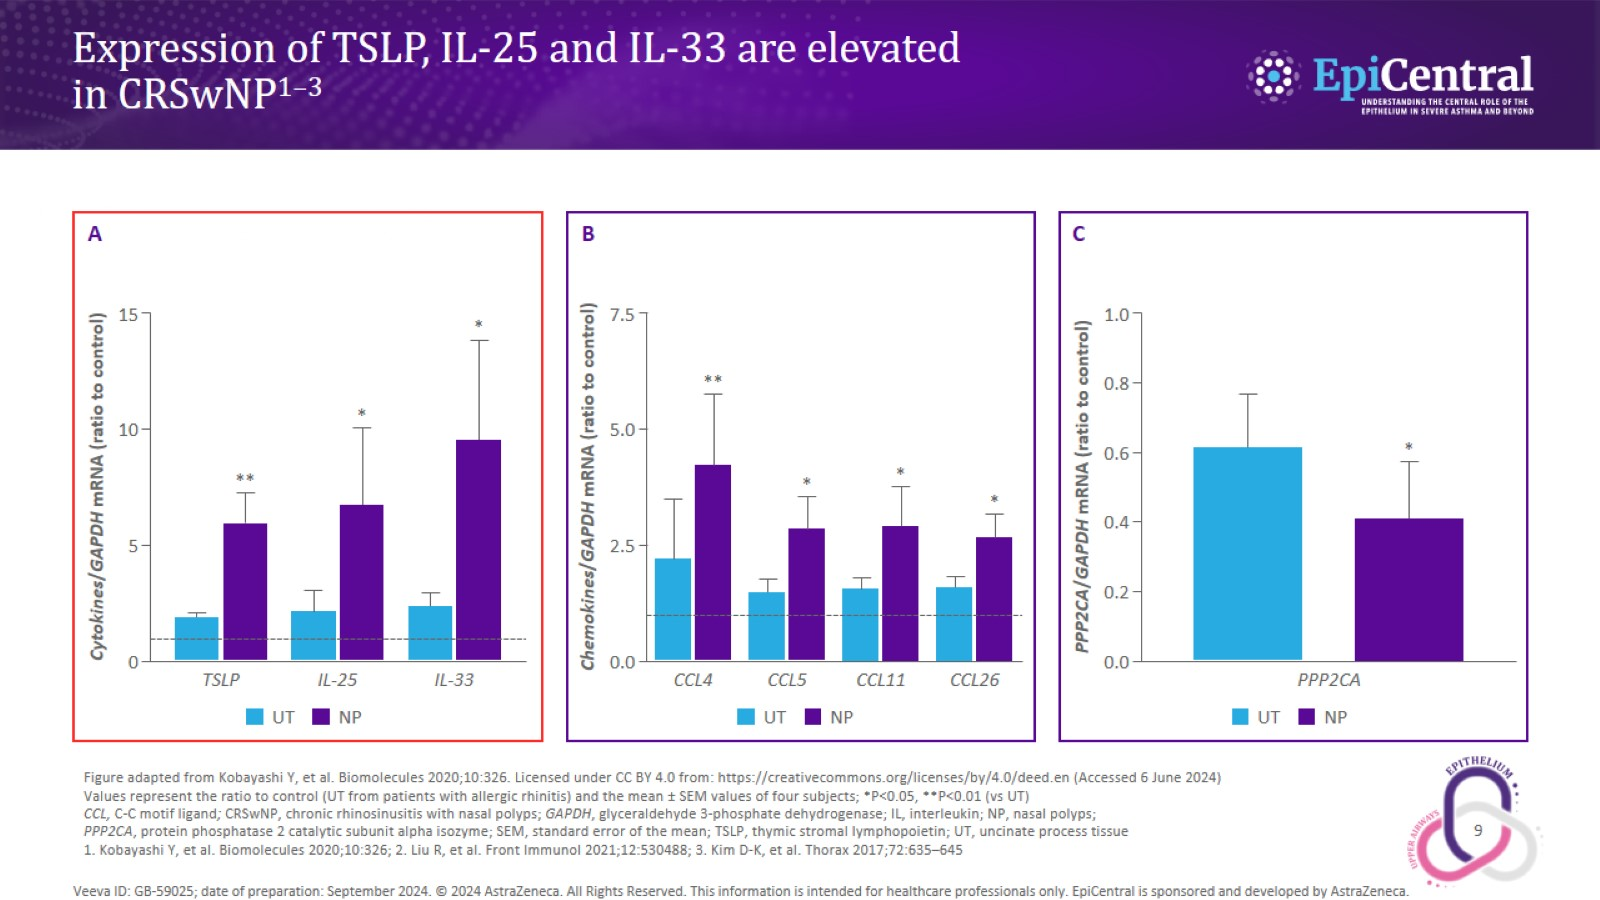 Expression of TSLP, IL-25 and IL-33 are elevated
in CRSwNP1–3
EpiCentral
UNDERSTANDING THE CENTRAL ROLE OF THE
EPITHELIUM IN SEVERE ASTHMA AND BEYOND
A
Cytokines/GAPDH mRNA (ratio to control)
15
10
5
0
*
*
**
TSLP
IL-25
IL-33
UT
NP
B
Chemokines/GAPDH mRNA (ratio to control)
7.5
5.0
2.5
0.0
**
*
*
*
CCL4
CCL5
CCL11
CCL26
UT
NP
C
PPP2CA/GAPDH mRNA (ratio to control)
1.0
0.8
0.6
0.4
0.2
0.0
*
PPP2CA
UT
NP
Figure adapted from Kobayashi Y, et al. Biomolecules 2020;10:326. Licensed under CC BY 4.0 from: https://creativecommons.org/licenses/by/4.0/deed.en (Accessed 6 June 2024)
Values represent the ratio to control (UT from patients with allergic rhinitis) and the mean ± SEM values of four subjects; *P<0.05, **P<0.01 (vs UT)
CCL, C-C motif ligand; CRSwNP, chronic rhinosinusitis with nasal polyps; GAPDH, glyceraldehyde 3-phosphate dehydrogenase; IL, interleukin; NP, nasal polyps;
PPP2CA, protein phosphatase 2 catalytic subunit alpha isozyme; SEM, standard error of the mean; TSLP, thymic stromal lymphopoietin; UT, uncinate process tissue
1. Kobayashi Y, et al. Biomolecules 2020;10:326; 2. Liu R, et al. Front Immunol 2021;12:530488; 3. Kim D-K, et al. Thorax 2017;72:635–645
EPITHELIUM
UPPER AIRWAYS
9
Veeva ID: GB-59025; date of preparation: September 2024. © 2024 AstraZeneca. All Rights Reserved. This information is intended for healthcare professionals only. EpiCentral is sponsored and developed by AstraZeneca.